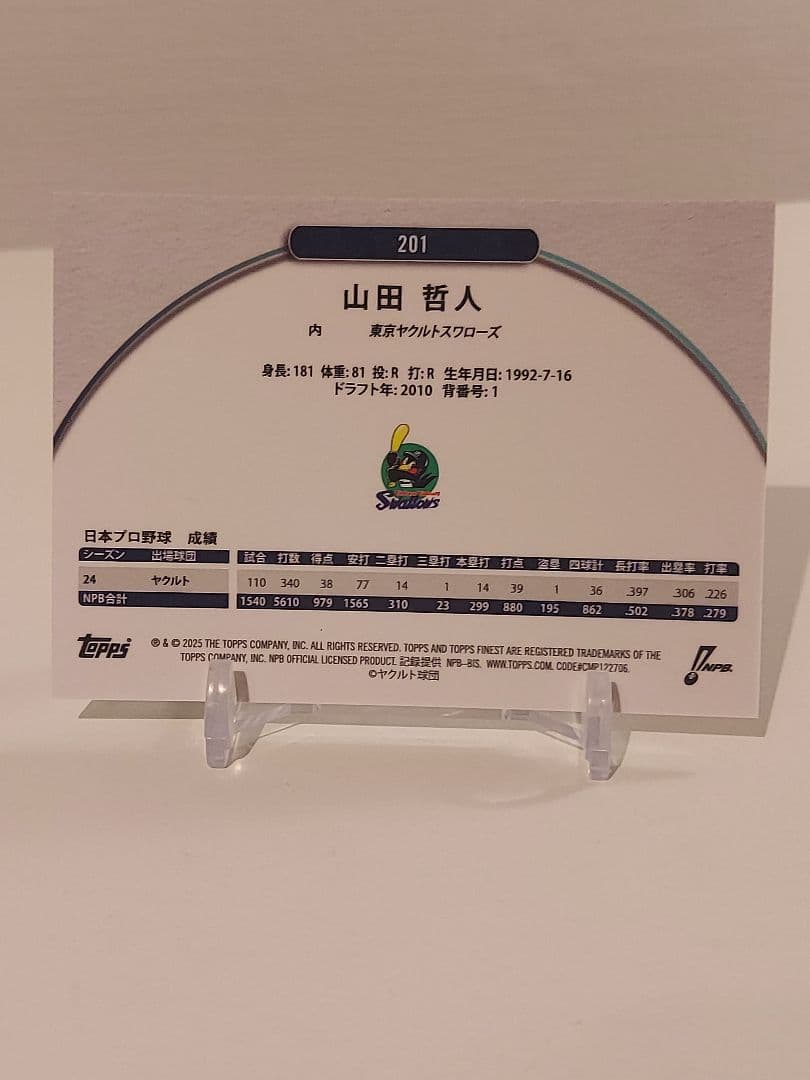 201
山田 哲人
内 東京ヤクルトスワローズ
身長: 181 体重: 81 投: R 打: R 生年月日: 1992-7-16
ドラフト年: 2010 背番号: 1
Swallows
日本プロ野球 成績
シーズン 出場球団 試合 打数 得点 安打 二塁打 三塁打 本塁打 打点 盗塁 四球計 長打率 出塁率 打率
24 ヤクルト 110 340 38 77 14 1 14 39 1 36 .397 .306 .226
NPB合計 1540 5610 979 1565 310 23 299 880 195 862 .502 .378 .279
Topps
® & © 2025 THE TOPPS COMPANY, INC. ALL RIGHTS RESERVED. TOPPS AND TOPPS FINEST ARE REGISTERED TRADEMARKS OF THE
TOPPS COMPANY, INC. NPB OFFICIAL LICENSED PRODUCT. 記録提供 NPB-BIS. WWW.TOPPS.COM. CODE#CMP122706.
©ヤクルト球団
NPB.